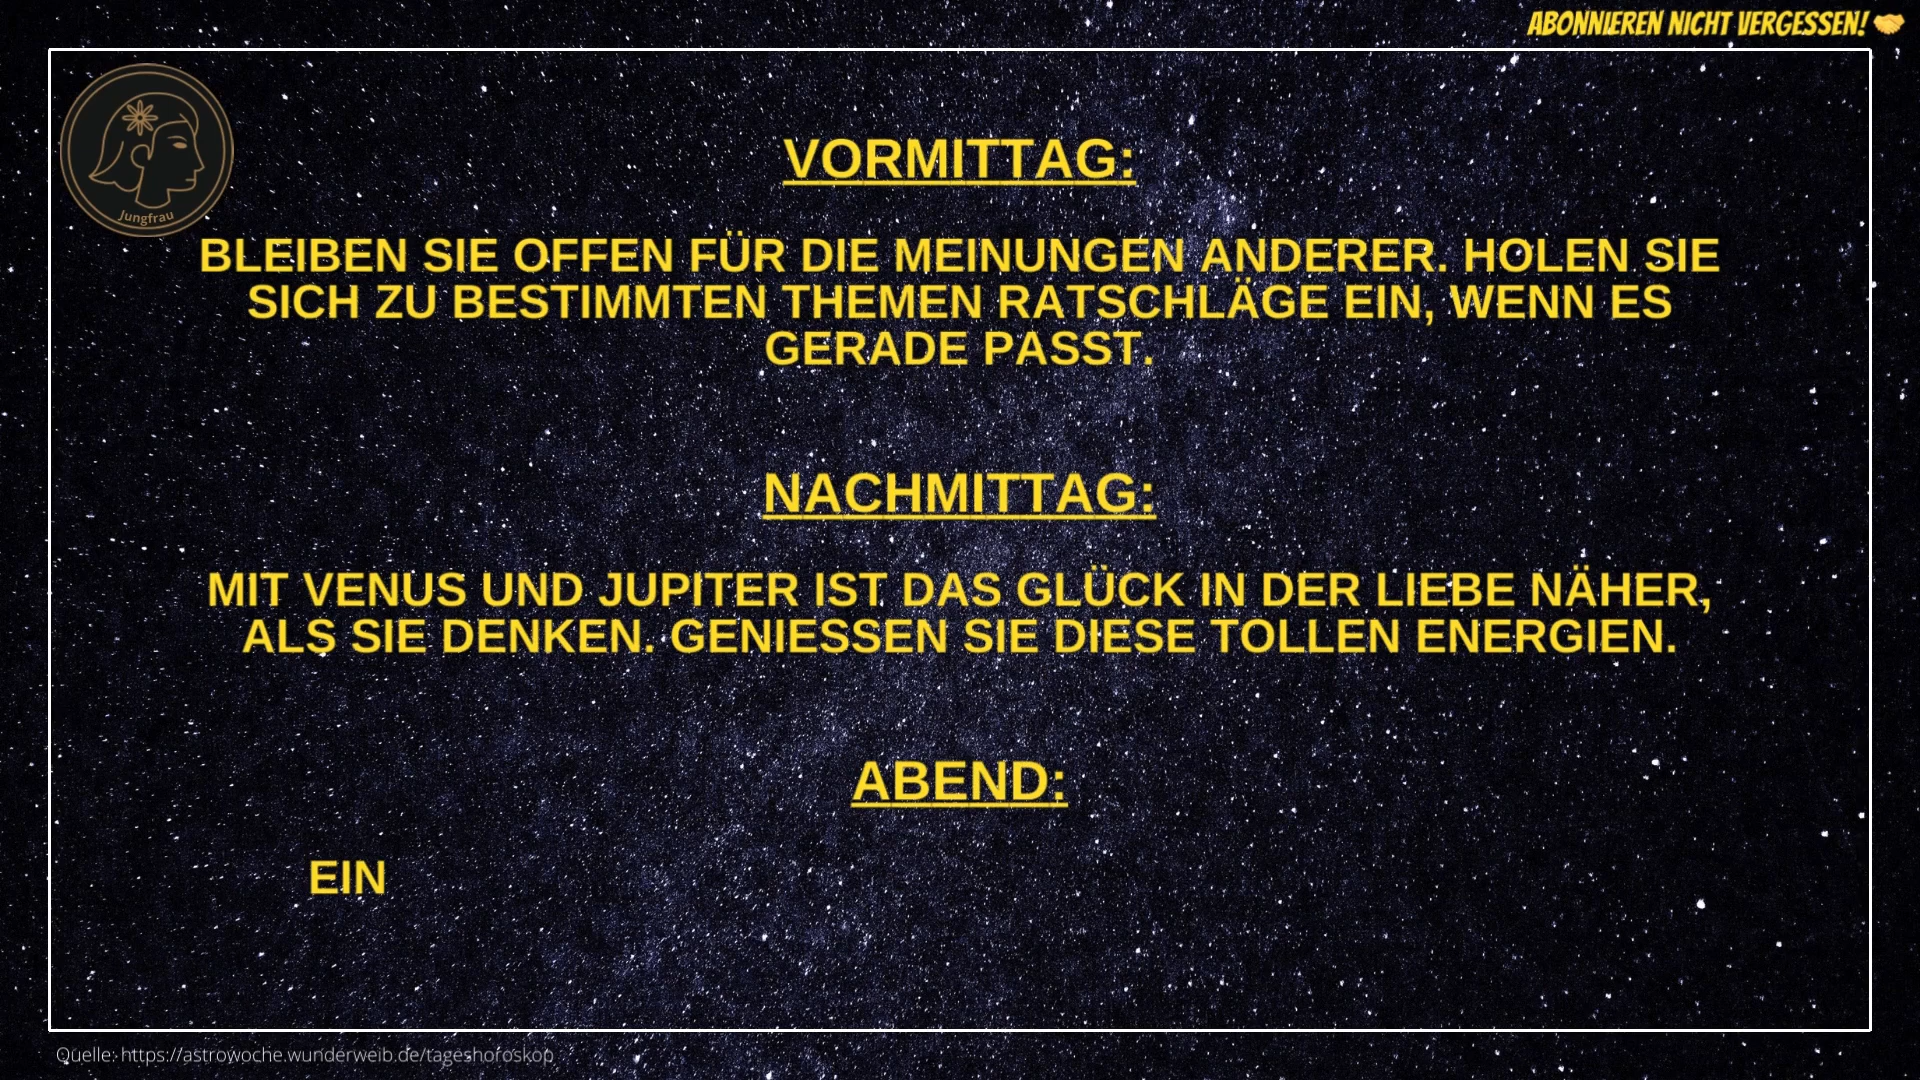 ABONNIEREN NICHT VERGESSEN!
Jungfrau
VORMITTAG:
BLEIBEN SIE OFFEN FÜR DIE MEINUNGEN ANDERER. HOLEN SIE
SICH ZU BESTIMMTEN THEMEN RATSCHLÄGE EIN, WENN ES
GERADE PASST.
NACHMITTAG:
MIT VENUS UND JUPITER IST DAS GLÜCK IN DER LIEBE NÄHER,
ALS SIE DENKEN. GENIESSEN SIE DIESE TOLLEN ENERGIEN.
ABEND:
EIN
Quelle: https://astrowoche.wunderweib.de/tageshoroskop